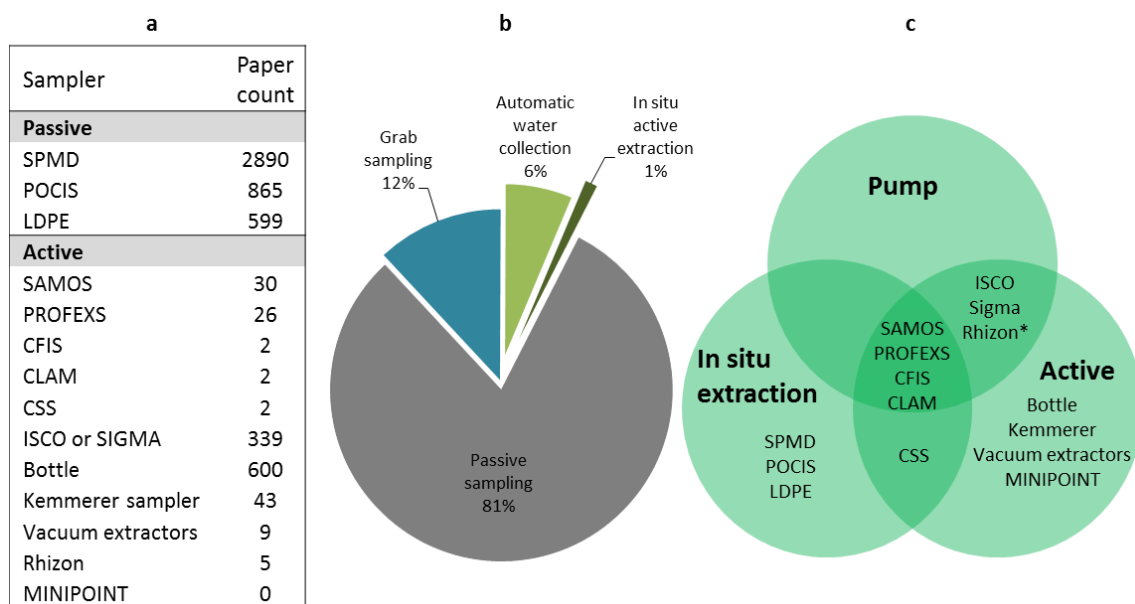 a
Sampler
Paper
count
Passive
SPMD 2890
POCIS 865
LDPE 599
Active
SAMOS 30
PROFEXS 26
CFIS 2
CLAM 2
CSS 2
ISCO or SIGMA 339
Bottle 600
Kemmerer sampler 43
Vacuum extractors 9
Rhizon 5
MINIPOINT 0
b
Grab
sampling
12%
Automatic
water
collection
6%
In situ
active
extraction
1%
Passive
sampling
81%
c
Pump
ISCO
Sigma
Rhizon*
SAMOS
PROFEXS
CFIS
CLAM
In situ
extraction
SPMD
POCIS
LDPE
CSS
Active
Bottle
Kemmerer
Vacuum extractors
MINIPOINT